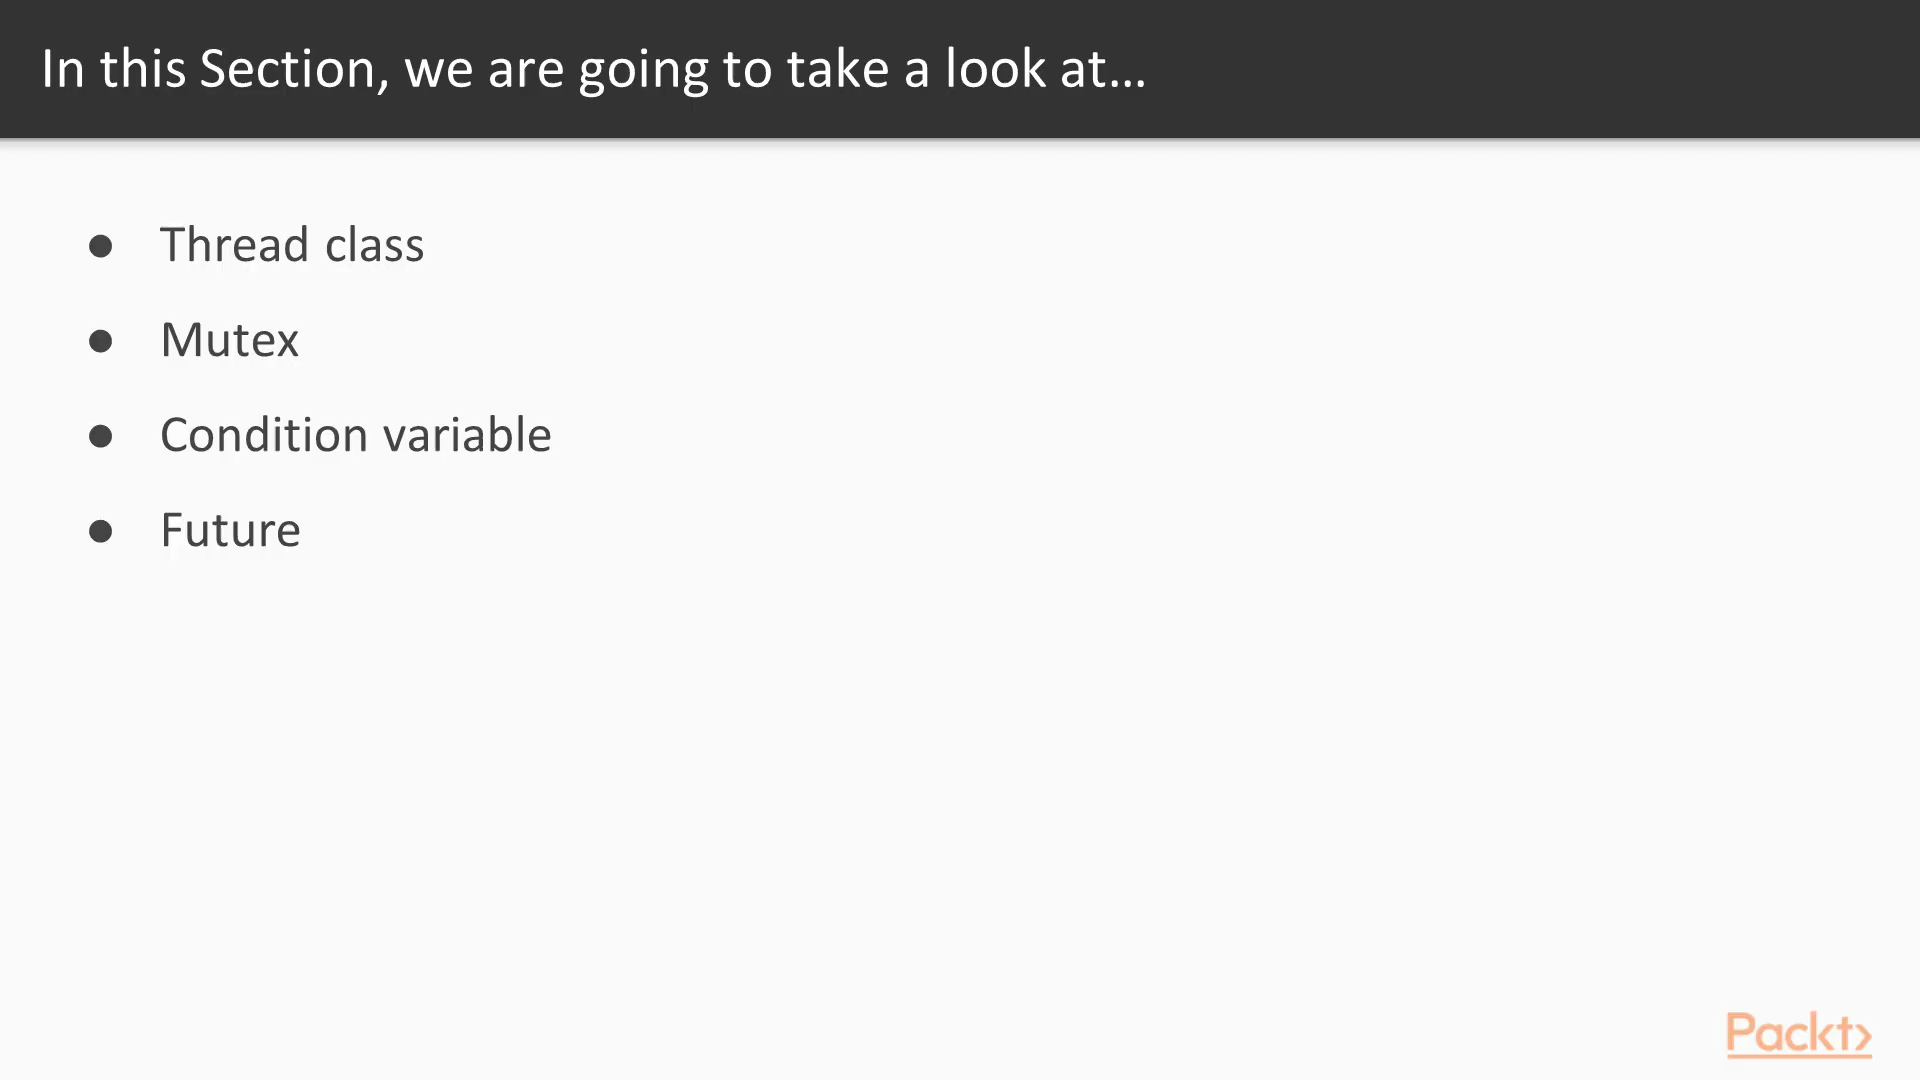 In this Section, we are going to take a look at...
● Thread class
● Mutex
● Condition variable
● Future
Packt>